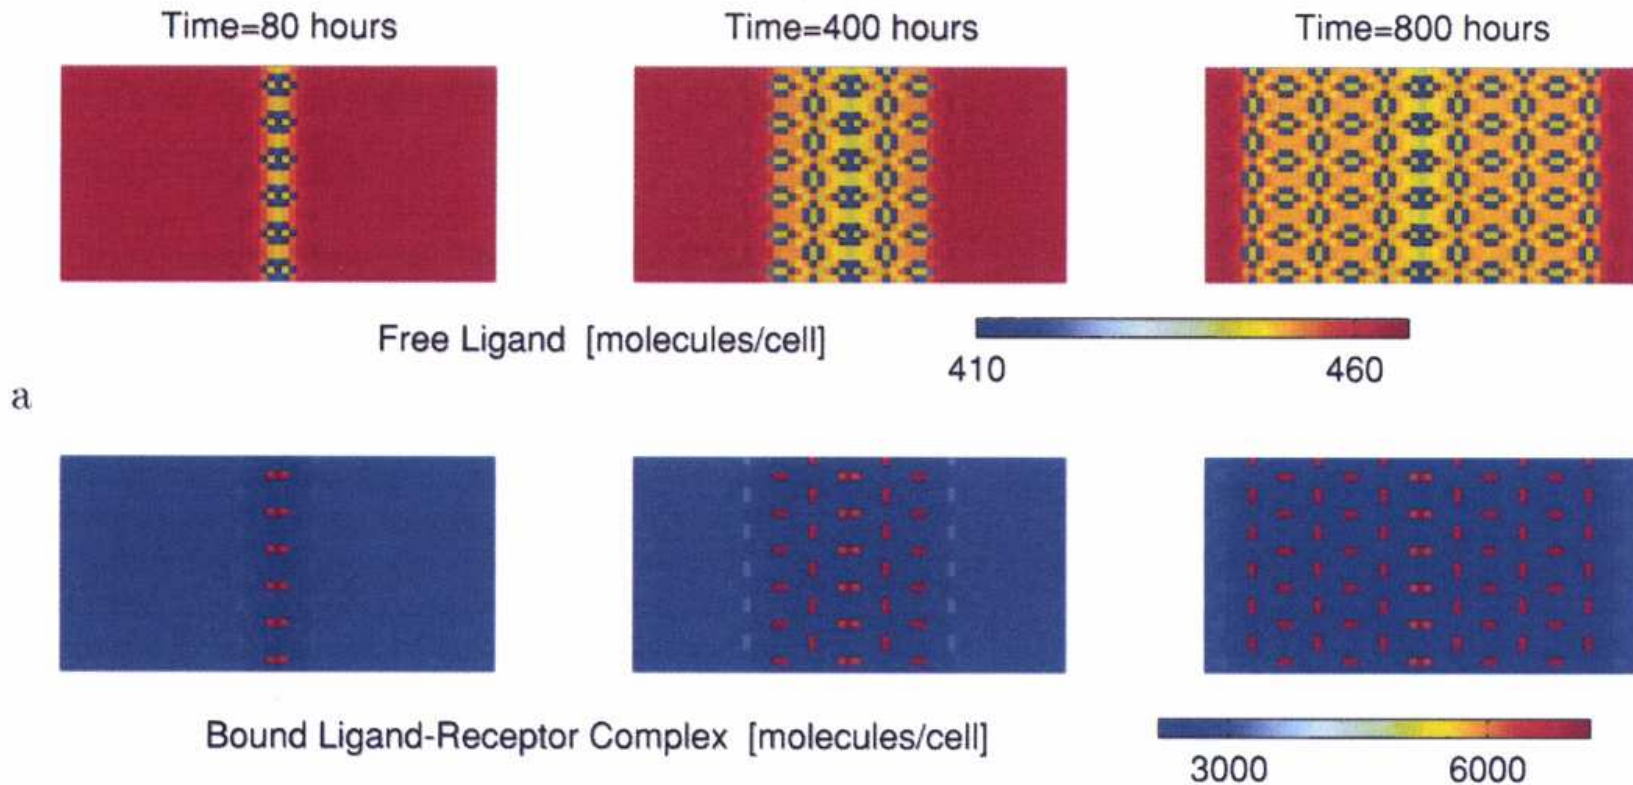 Time=80 hours
Time=400 hours
Time=800 hours
Free Ligand [molecules/cell]
410
460
a
Bound Ligand-Receptor Complex [molecules/cell]
3000
6000